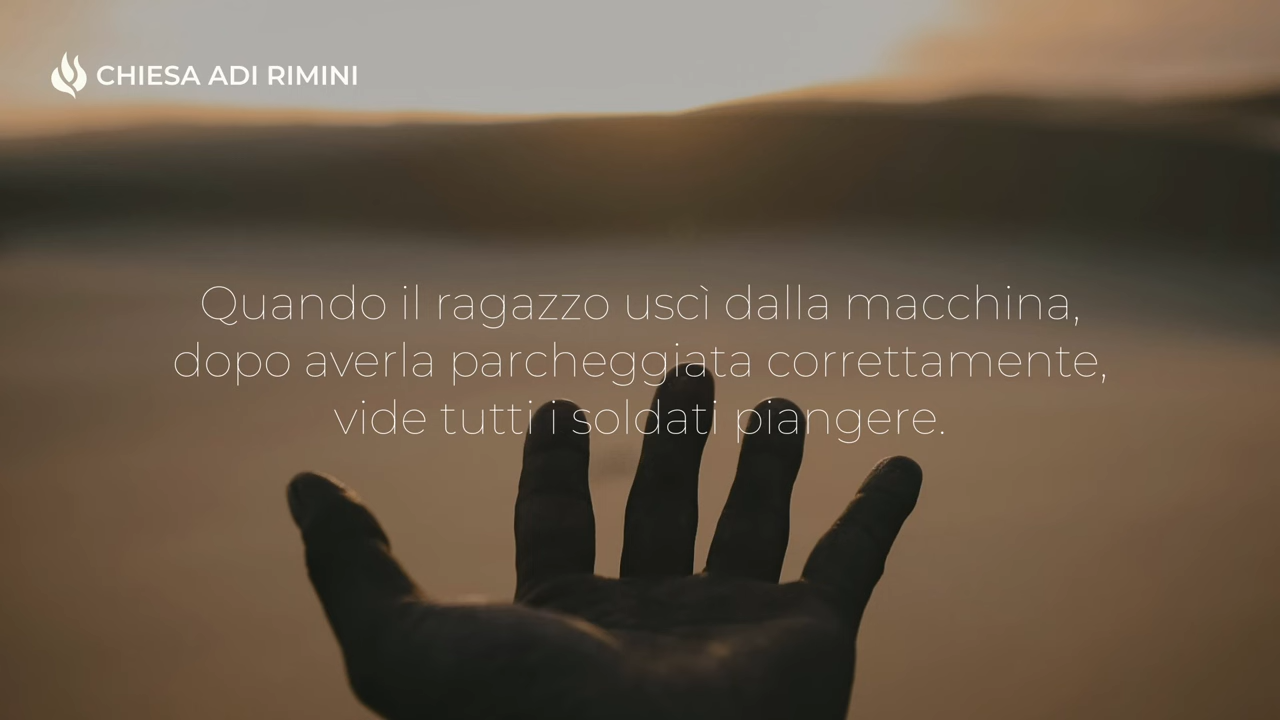 CHIESA ADI RIMINI
Quando il ragazzo uscì dalla macchina,
dopo averla parcheggiata correttamente,
vide tutti i soldati piangere.